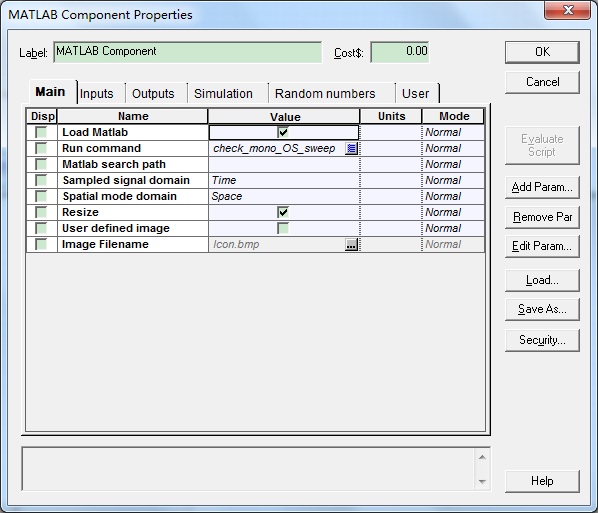 MATLAB Component Properties
Label: MATLAB Component Cost$: 0.00 OK
Cancel
Main Inputs Outputs Simulation Random numbers User
Disp Name Value Units Mode
Load Matlab Normal
Run command check_mono_OS_sweep Normal
Matlab search path Normal
Sampled signal domain Time Normal
Spatial mode domain Space Normal
Resize Normal
User defined image Normal
Image Filename Icon.bmp ... Normal
Evaluate
Script
Add Param...
Remove Par
Edit Param...
Load...
Save As...
Security...
Help